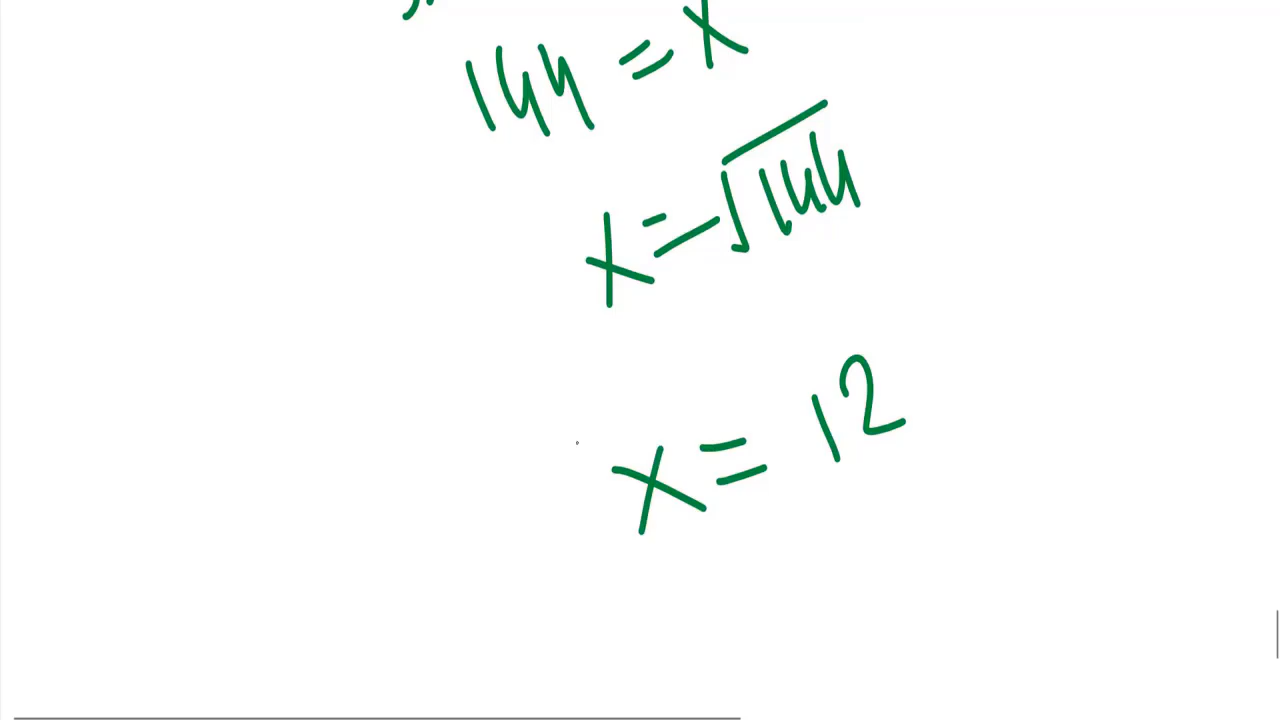 144 = x
x = √144
x = 12